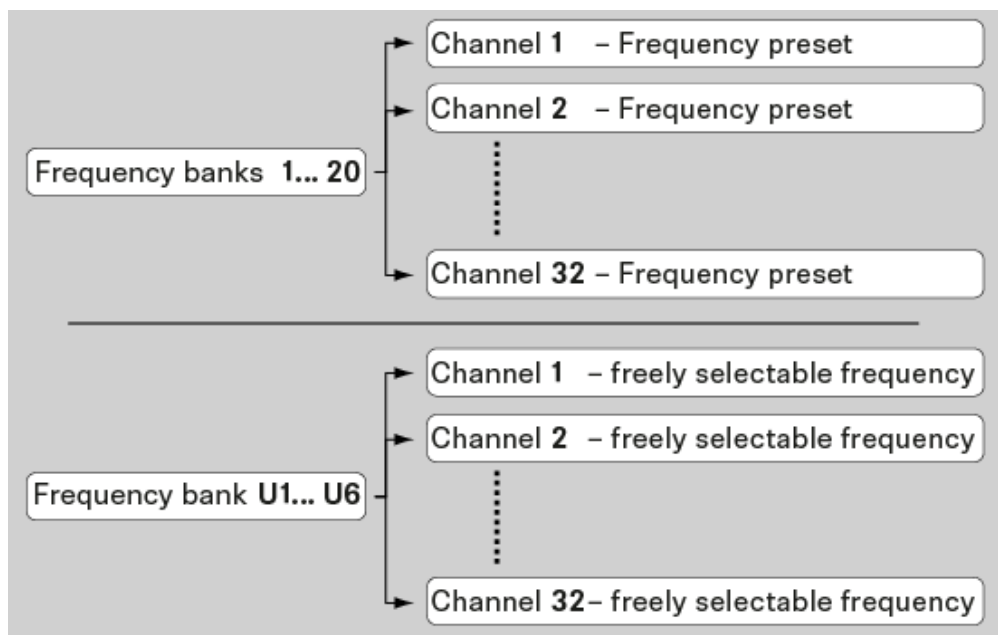 Channel 1 – Frequency preset
Channel 2 – Frequency preset
Frequency banks 1... 20
Channel 32 – Frequency preset
Channel 1 – freely selectable frequency
Channel 2 – freely selectable frequency
Frequency bank U1... U6
Channel 32– freely selectable frequency